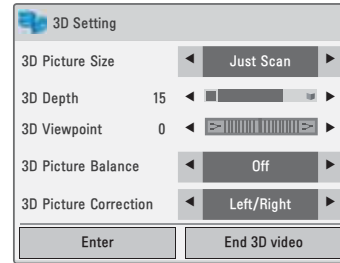 3D Setting
3D Picture Size Just Scan
3D Depth 15
3D Viewpoint 0
3D Picture Balance Off
3D Picture Correction Left/Right
Enter End 3D video